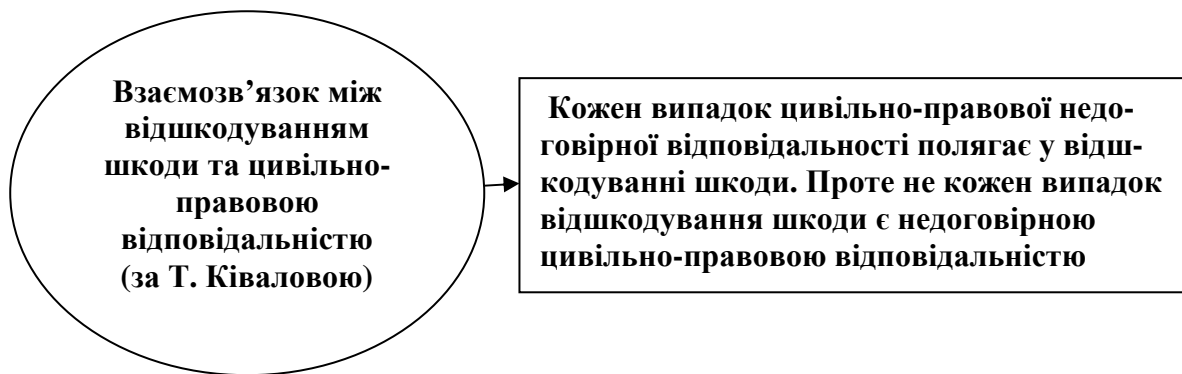 Взаємозв’язок між
відшкодуванням
шкоди та цивільно-
правовою
відповідальністю
(за Т. Ківаловою)
Кожен випадок цивільно-правової недо-
говірної відповідальності полягає у відш-
кодуванні шкоди. Проте не кожен випадок
відшкодування шкоди є недоговірною
цивільно-правовою відповідальністю